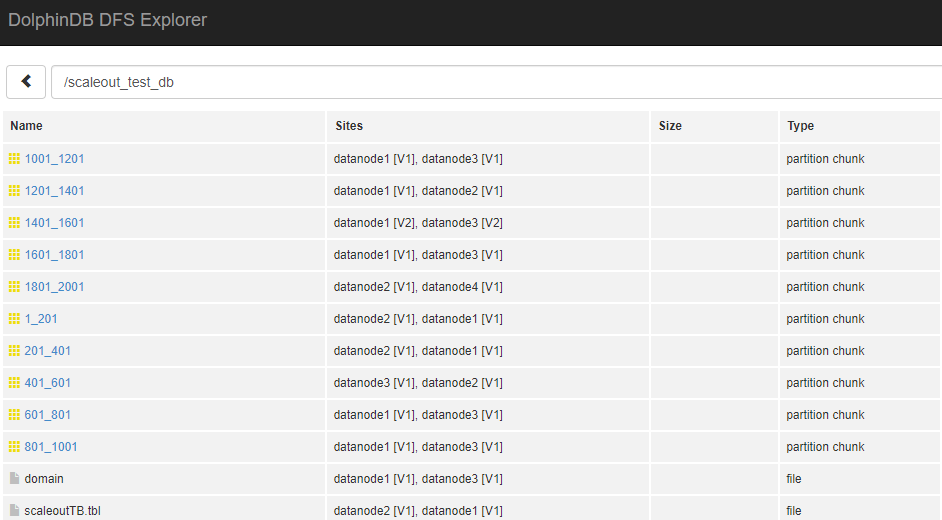 DolphinDB DFS Explorer
/scaleout_test_db
Name Sites Size Type
1001_1201 datanode1 [V1], datanode3 [V1] partition chunk
1201_1401 datanode1 [V1], datanode2 [V1] partition chunk
1401_1601 datanode1 [V2], datanode3 [V2] partition chunk
1601_1801 datanode1 [V1], datanode3 [V1] partition chunk
1801_2001 datanode2 [V1], datanode4 [V1] partition chunk
1_201 datanode2 [V1], datanode1 [V1] partition chunk
201_401 datanode2 [V1], datanode1 [V1] partition chunk
401_601 datanode3 [V1], datanode2 [V1] partition chunk
601_801 datanode1 [V1], datanode3 [V1] partition chunk
801_1001 datanode1 [V1], datanode3 [V1] partition chunk
domain datanode1 [V1], datanode3 [V1] file
scaleoutTB.tbl datanode2 [V1], datanode1 [V1] file